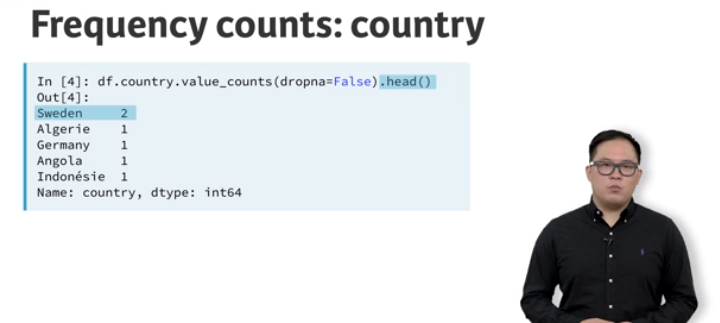 Frequency counts: country
In [4]: df.country.value_counts(dropna=False).head()
Out[4]:
Sweden 2
Algerie 1
Germany 1
Angola 1
Indonésie 1
Name: country, dtype: int64